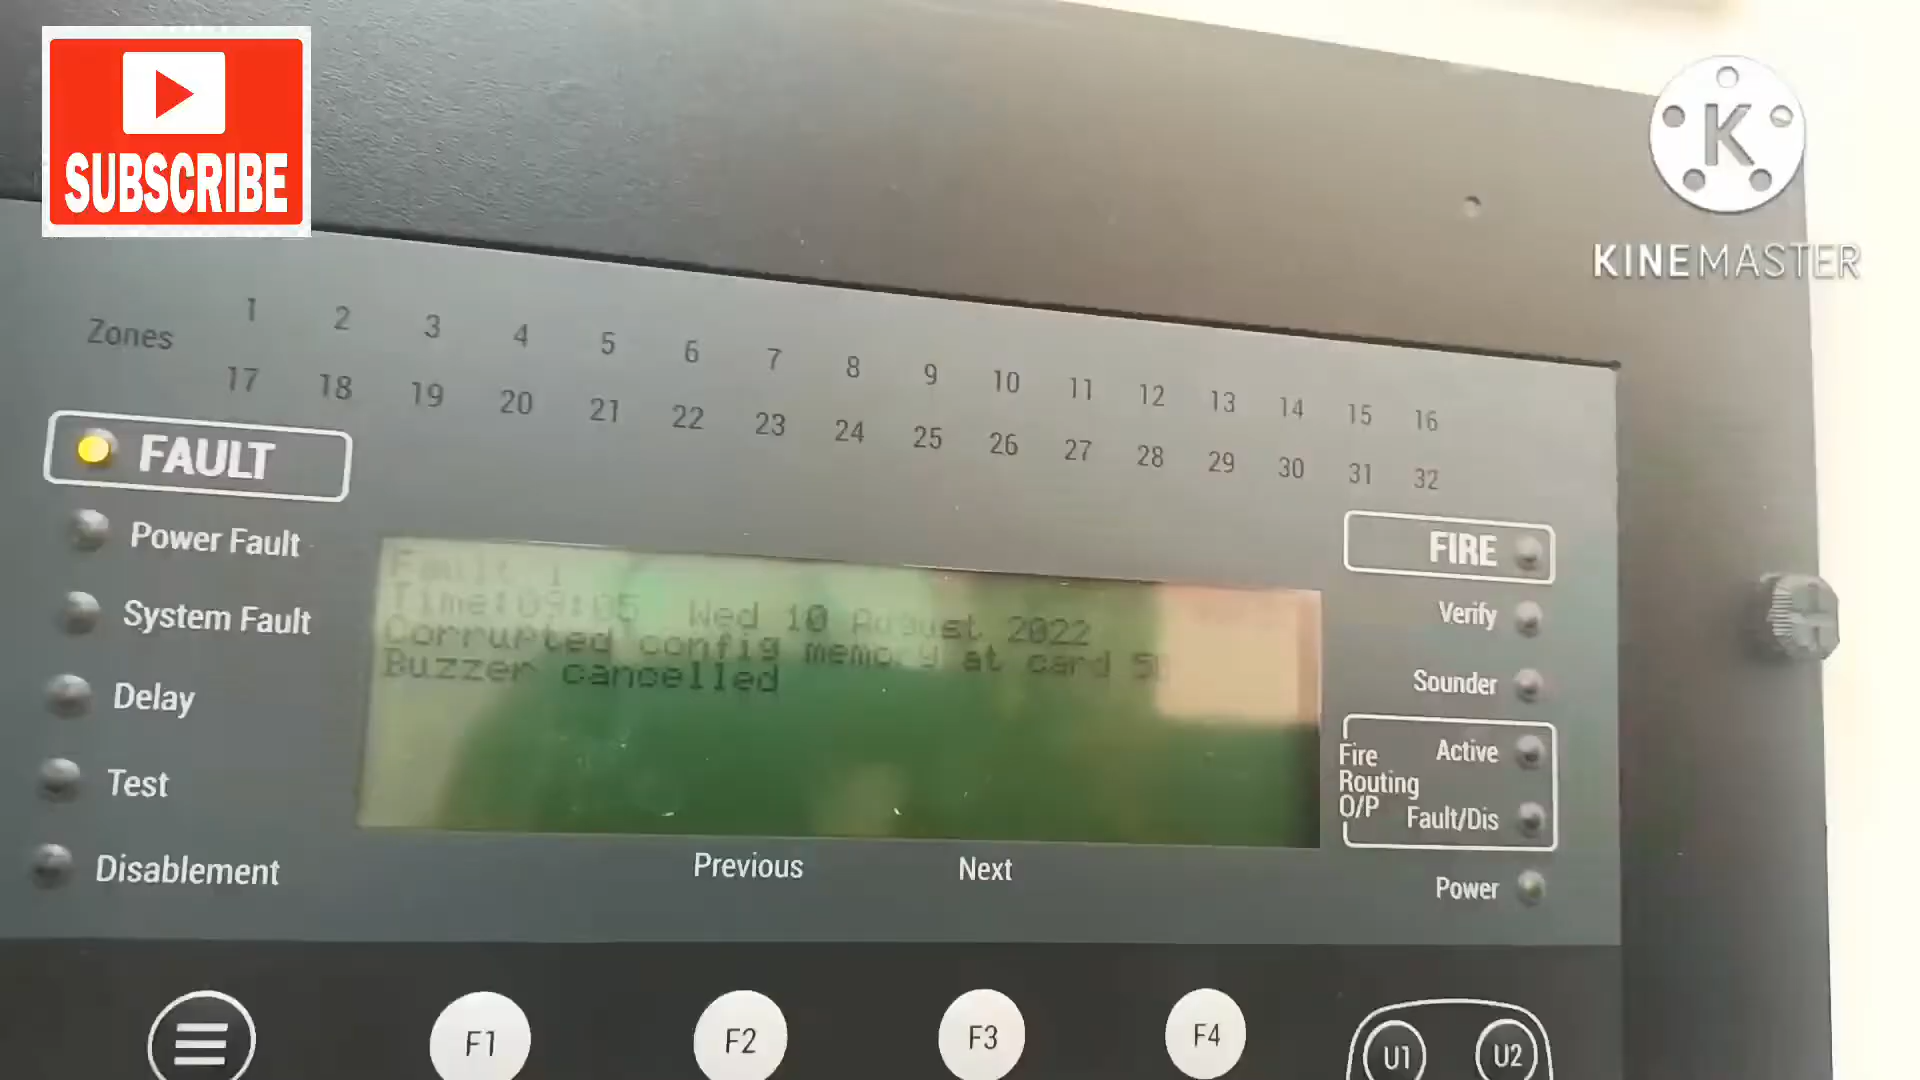 SUBSCRIBE
K
KINEMASTER
Zones
1 2 3 4 5 6 7 8 9 10 11 12 13 14 15 16
17 18 19 20 21 22 23 24 25 26 27 28 29 30 31 32
FAULT
Power Fault
System Fault
Delay
Test
Disablement
Fault 1
Time:09:05 Wed 10 August 2022
Corrupted config memory at card
Buzzer cancelled
Previous Next
FIRE
Verify
Sounder
Fire Routing O/P
Active
Fault/Dis
Power
F1 F2 F3 F4 U1 U2